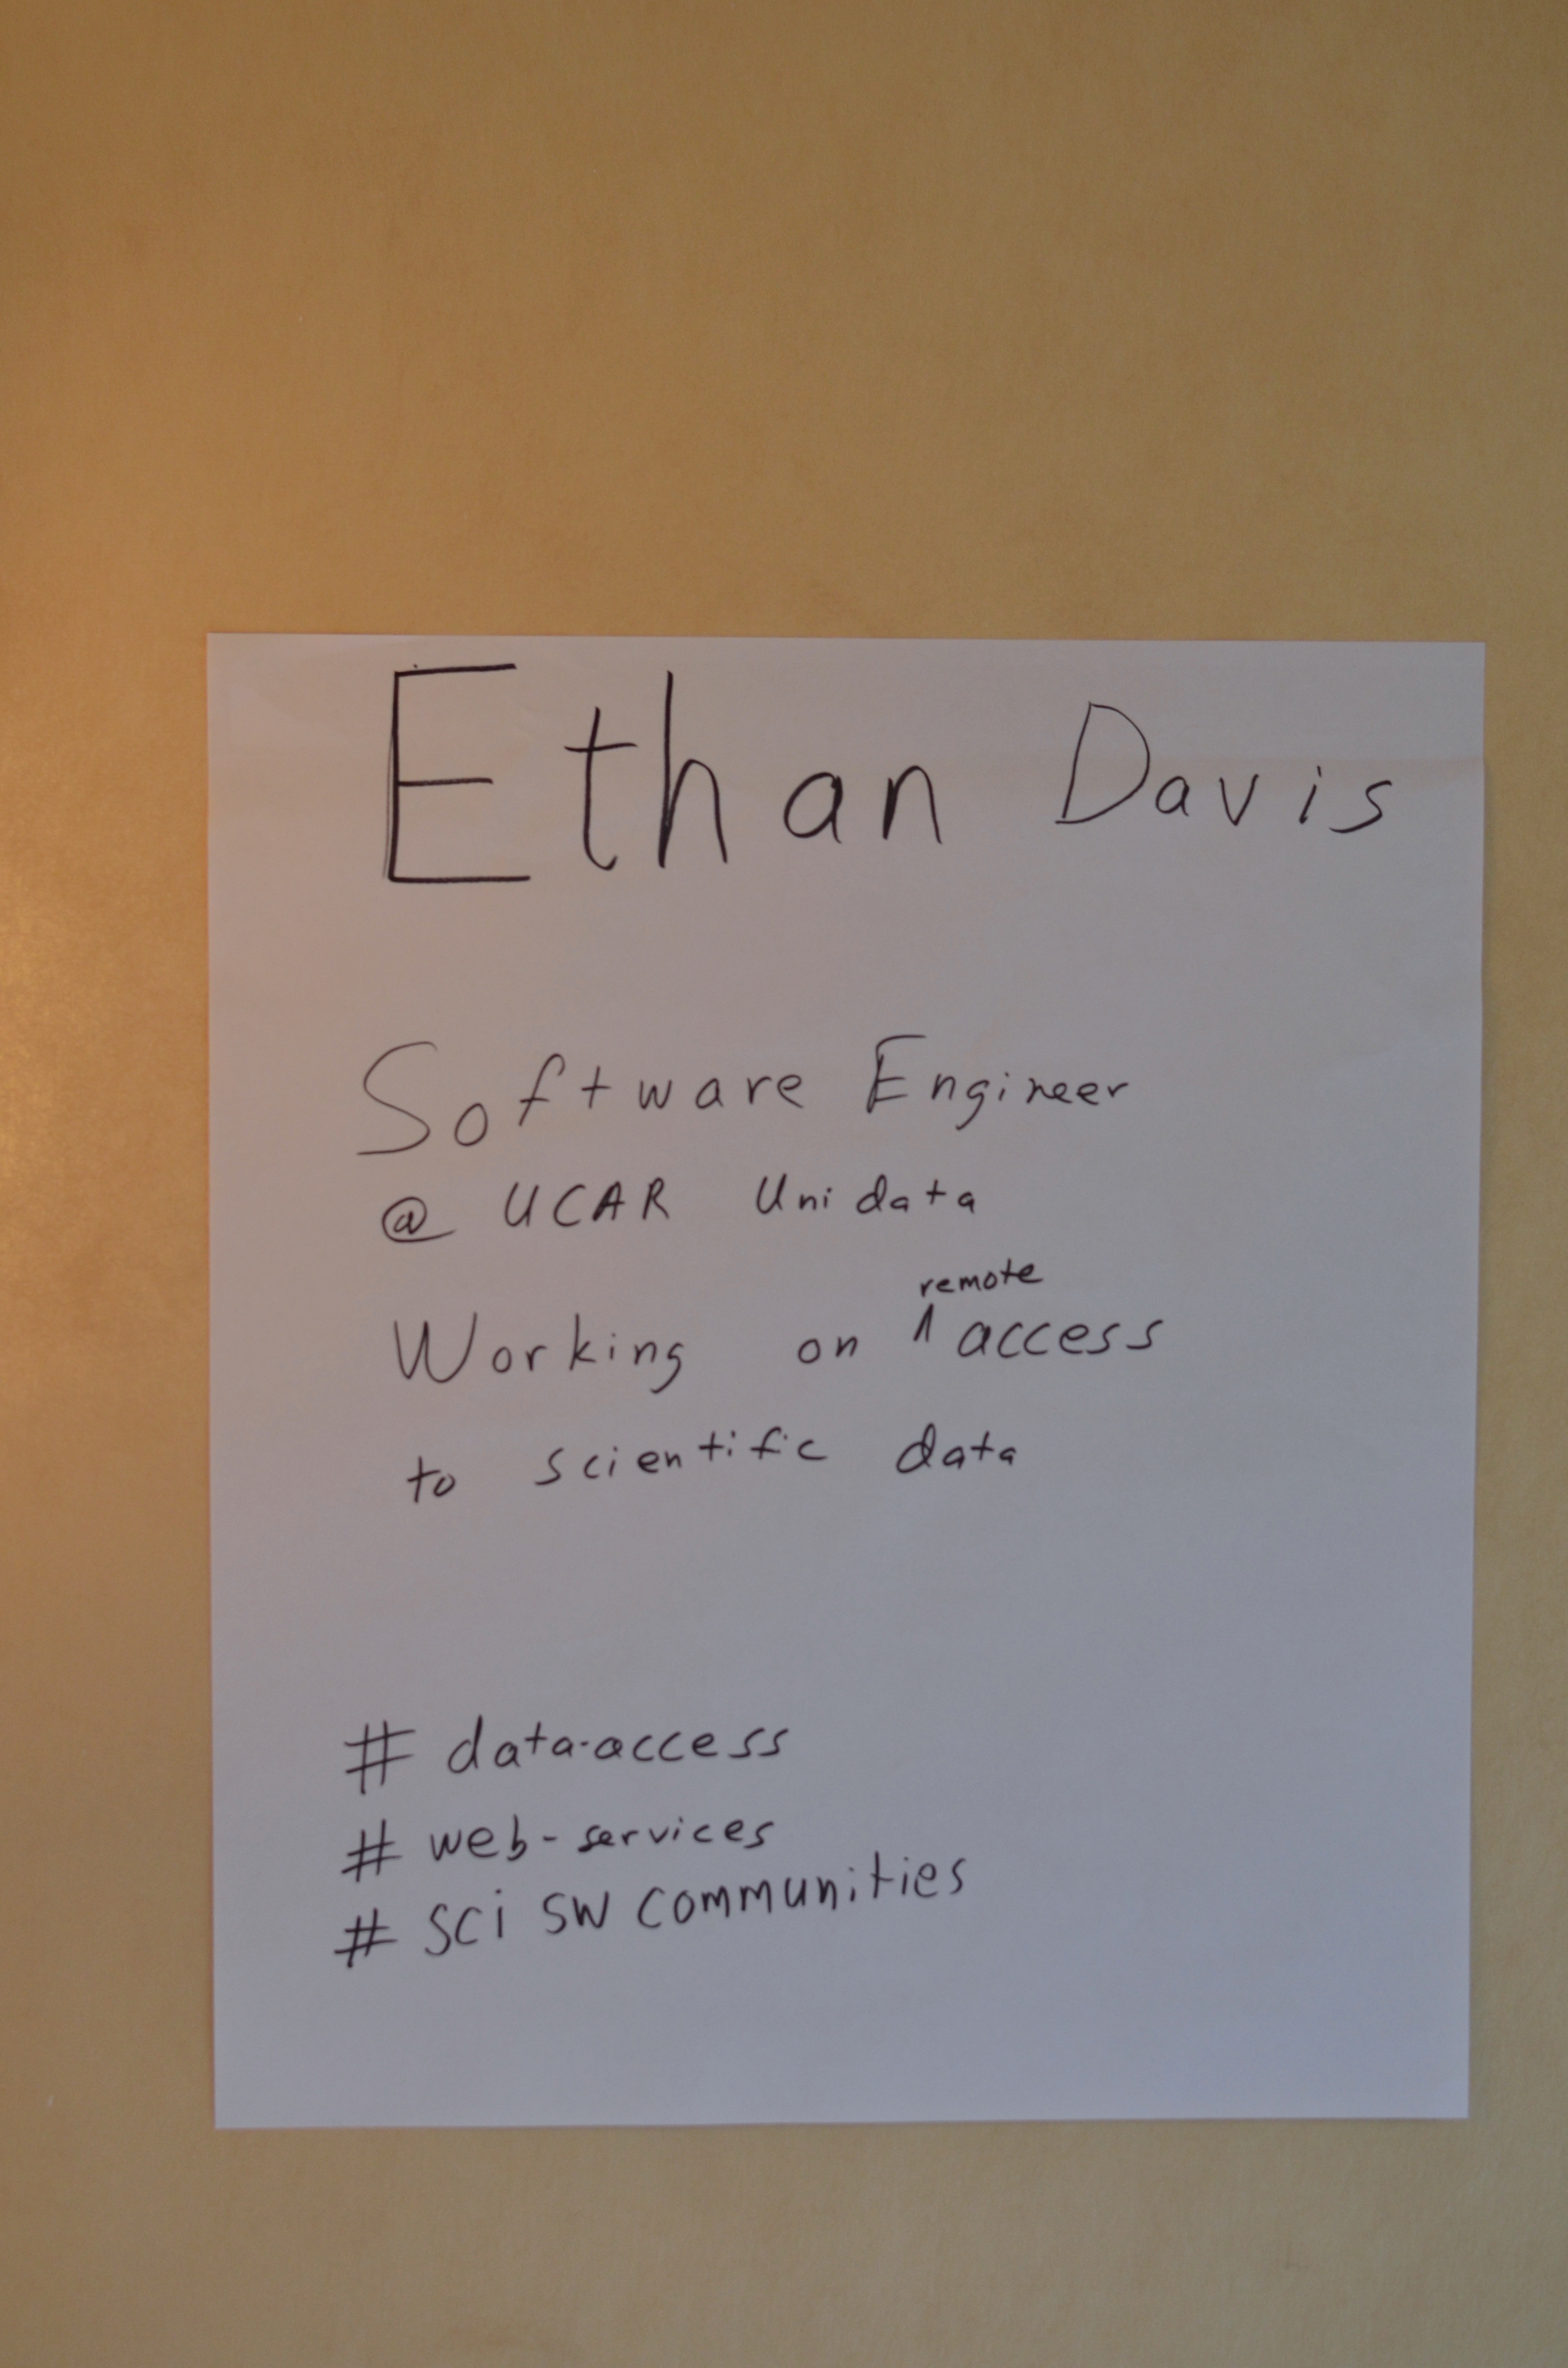 Ethan Davis
Software Engineer
@ UCAR Unidata
Working on remote access
to scientific data
# data-access
# web-services
# sci sw communities